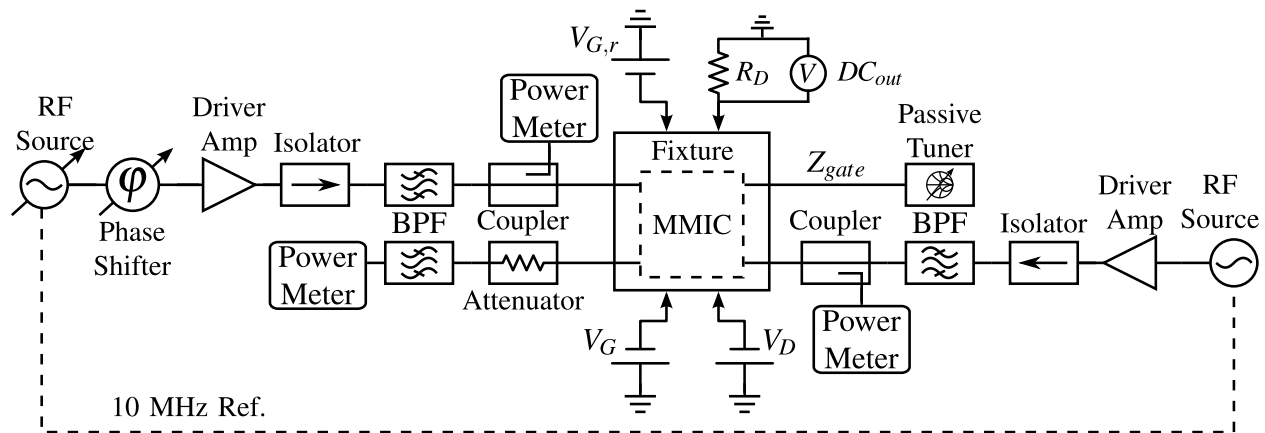 V_{G,r}
R_D
V
DC_{out}
RF
Source
Driver
Amp
Isolator
Power
Meter
Fixture
Passive
Tuner
Z_{gate}
φ
Phase
Shifter
BPF
Coupler
MMIC
Coupler
BPF
Isolator
Driver
Amp
RF
Source
Power
Meter
Attenuator
Power
Meter
V_G
V_D
10 MHz Ref.